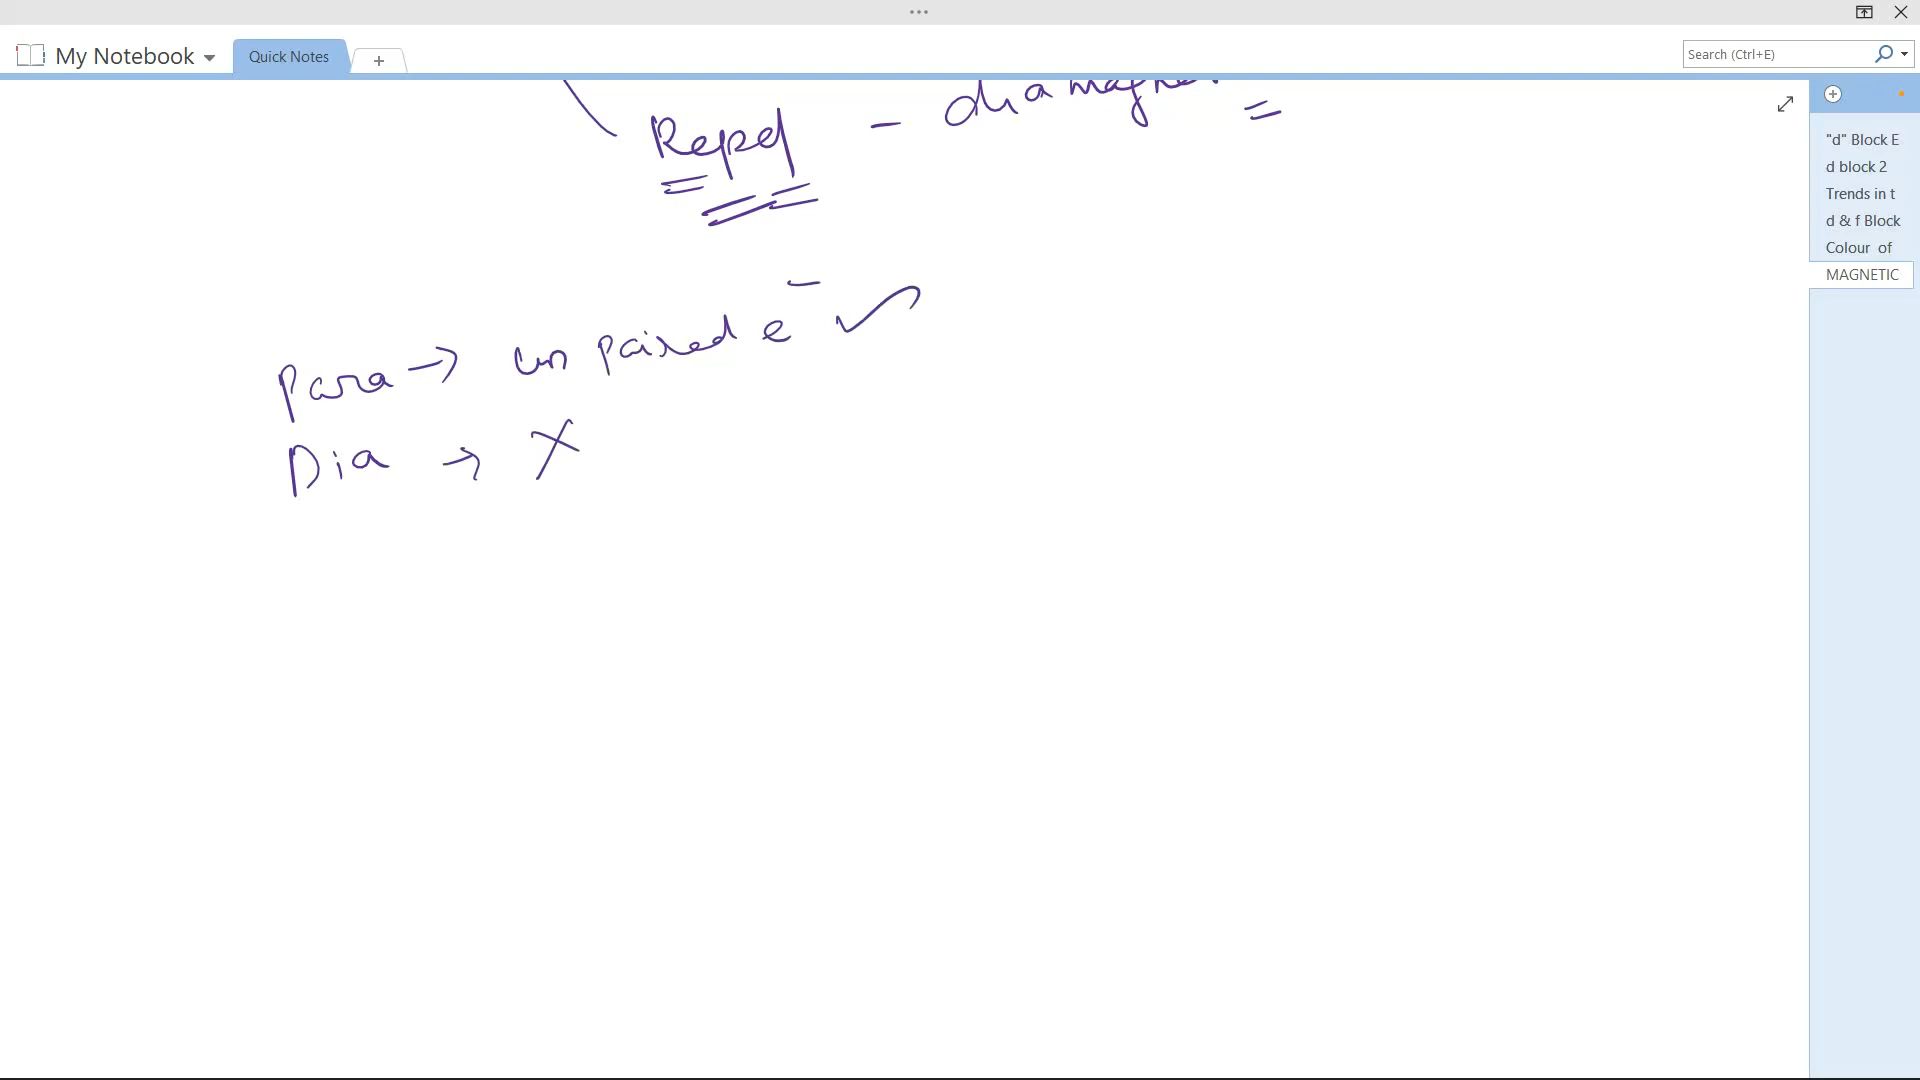 My Notebook
Quick Notes
+
Search (Ctrl+E)
Repel - diamagne
Para → unpaired e⁻ ✓
Dia → X
"d" Block E
d block 2
Trends in t
d & f Block
Colour of
MAGNETIC